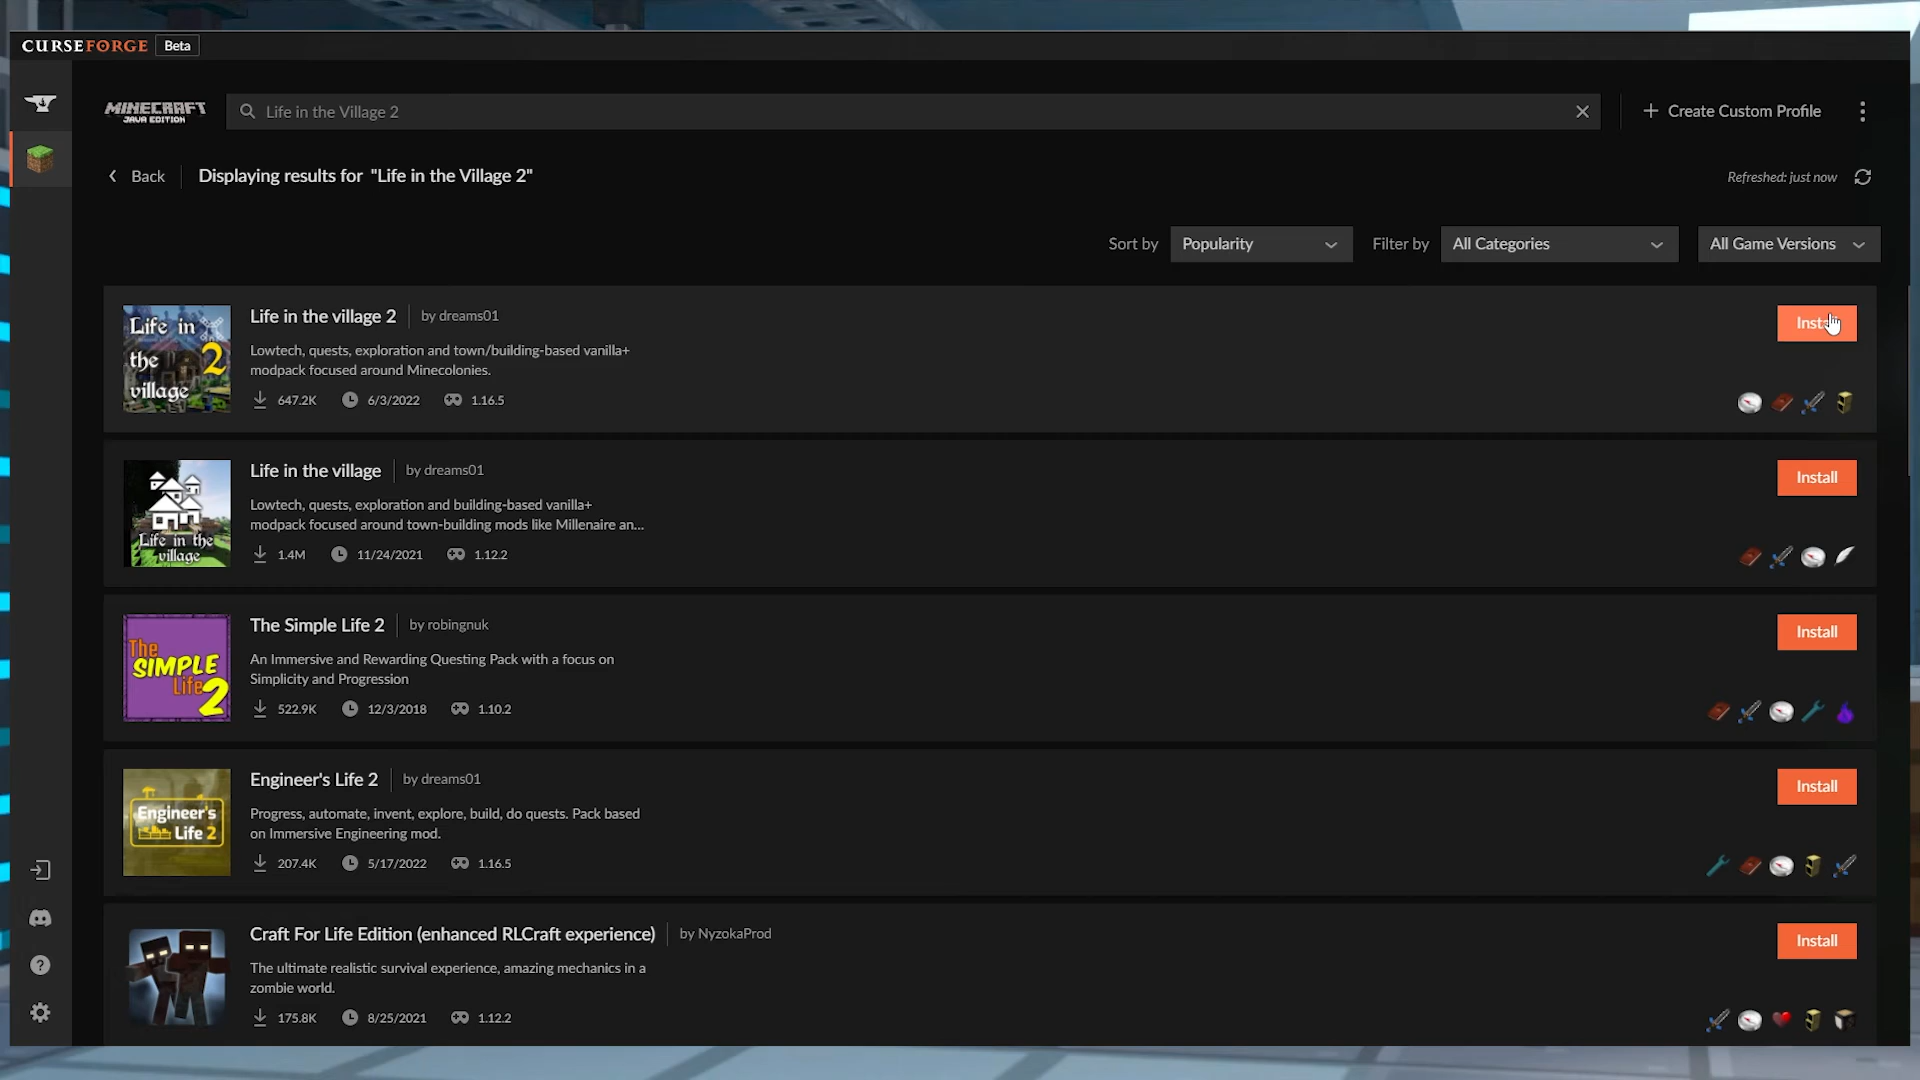 CURSEFORGE Beta
MINECRAFT
JAVA EDITION
Life in the Village 2
Create Custom Profile
Back
Displaying results for "Life in the Village 2"
Refreshed: just now
Sort by Popularity Filter by All Categories All Game Versions
Life in the village 2
Life in the village 2 by dreams01
Lowtech, quests, exploration and town/building-based vanilla+
modpack focused around Minecolonies.
647.2K 6/3/2022 1.16.5
Life in the village
Life in the village by dreams01
Lowtech, quests, exploration and building-based vanilla+
modpack focused around town-building mods like Millenaire an...
1.4M 11/24/2021 1.12.2
Install
The SIMPLE Life 2
The Simple Life 2 by robingnuk
An Immersive and Rewarding Questing Pack with a focus on
Simplicity and Progression
522.9K 12/3/2018 1.10.2
Install
Engineer's Life 2
Engineer's Life 2 by dreams01
Progress, automate, invent, explore, build, do quests. Pack based
on Immersive Engineering mod.
207.4K 5/17/2022 1.16.5
Install
Craft For Life Edition (enhanced RLCraft experience) by NyzokaProd
The ultimate realistic survival experience, amazing mechanics in a
zombie world.
175.8K 8/25/2021 1.12.2
Install